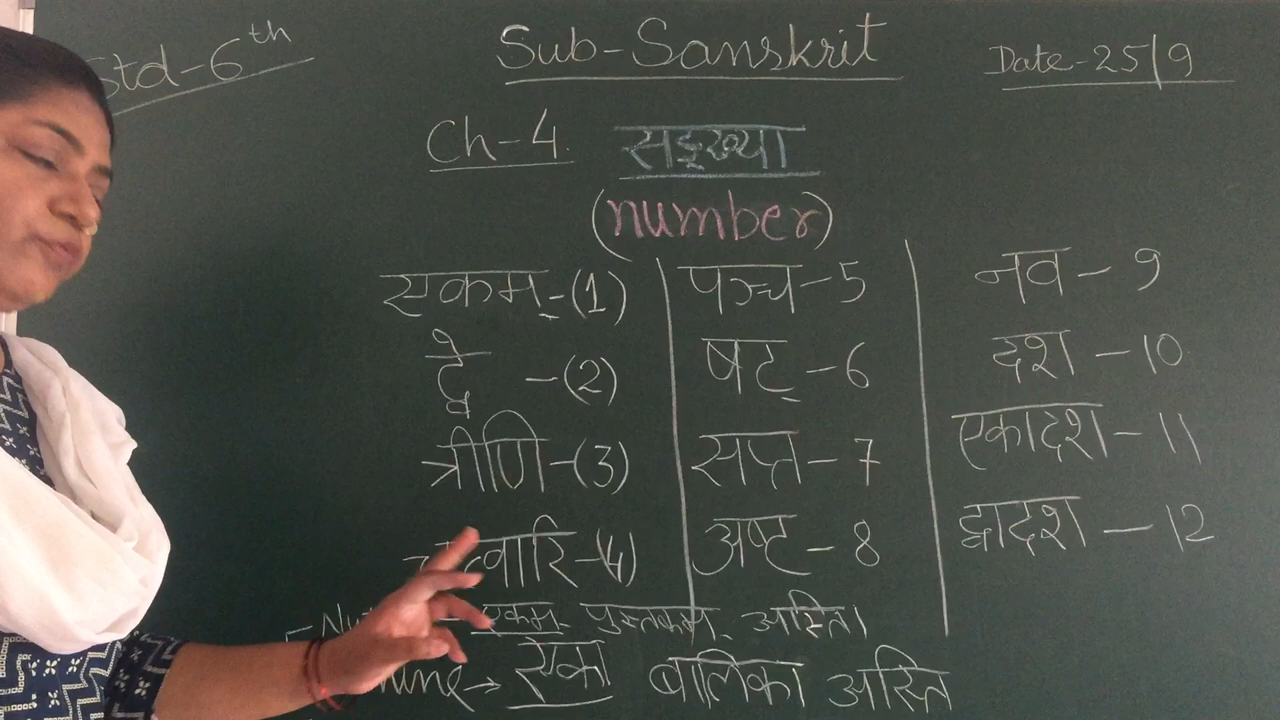 Std-6th
Sub-Sanskrit
Date-25/9
Ch-4. सङ्ख्या
(number)
एकम्-(1)
द्वे -(2)
त्रीणि-(3)
पञ्च-5
षट्-6
सप्त-7
अष्ट-8
नव-9
दश-10
एकादश-11
द्वादश-12
एकम् पुस्तकम् अस्ति।
→ एका बालिका अस्ति